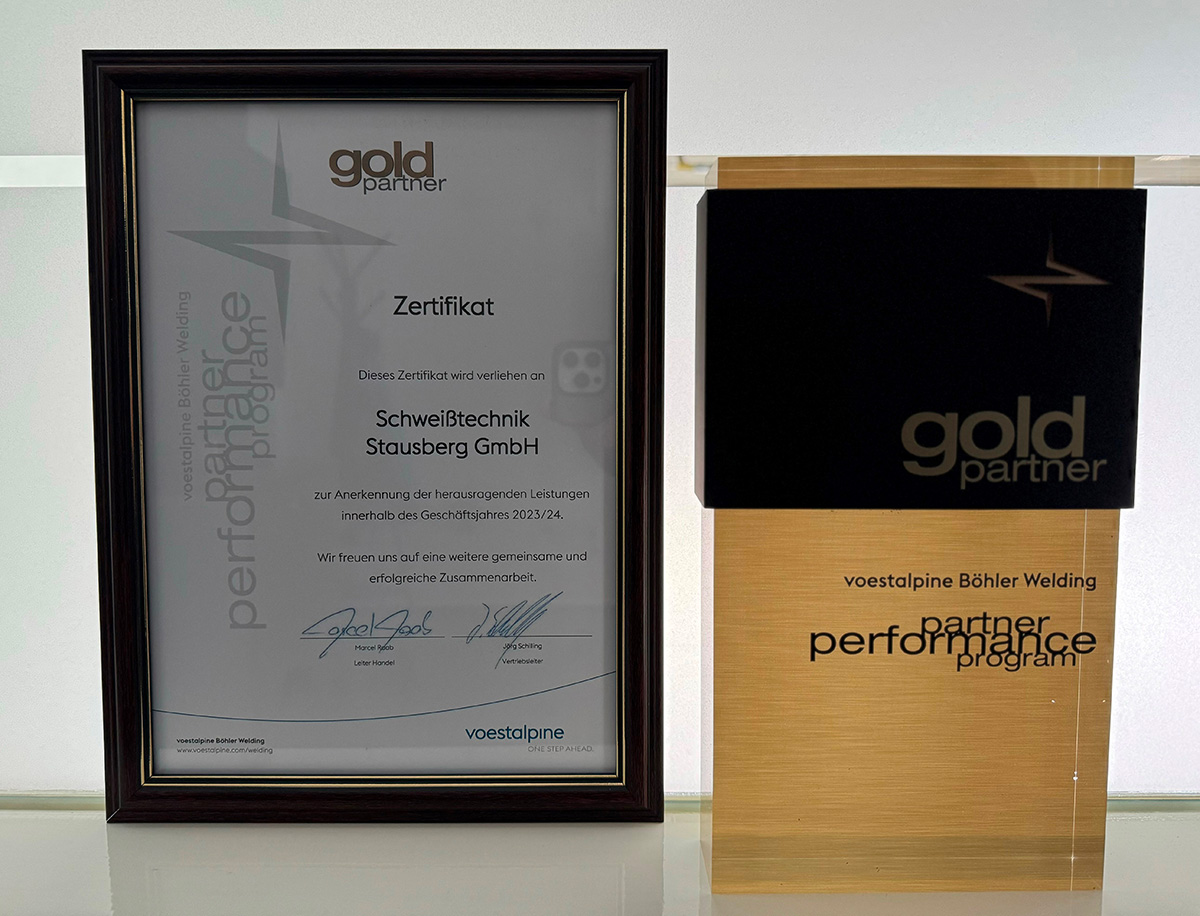 gold
partner
voestalpine Böhler Welding
partner
performance
program
Zertifikat
Dieses Zertifikat wird verliehen an
Schweißtechnik
Stausberg GmbH
zur Anerkennung der herausragenden Leistungen
innerhalb des Geschäftsjahres 2023/24.
Wir freuen uns auf eine weitere gemeinsame und
erfolgreiche Zusammenarbeit.
Marcel Raab
Leiter Handel
Jörg Schilling
Vertriebsleiter
voestalpine Böhler Welding
www.voestalpine.com/welding
voestalpine
ONE STEP AHEAD.
gold
partner
voestalpine Böhler Welding
partner
performance
program